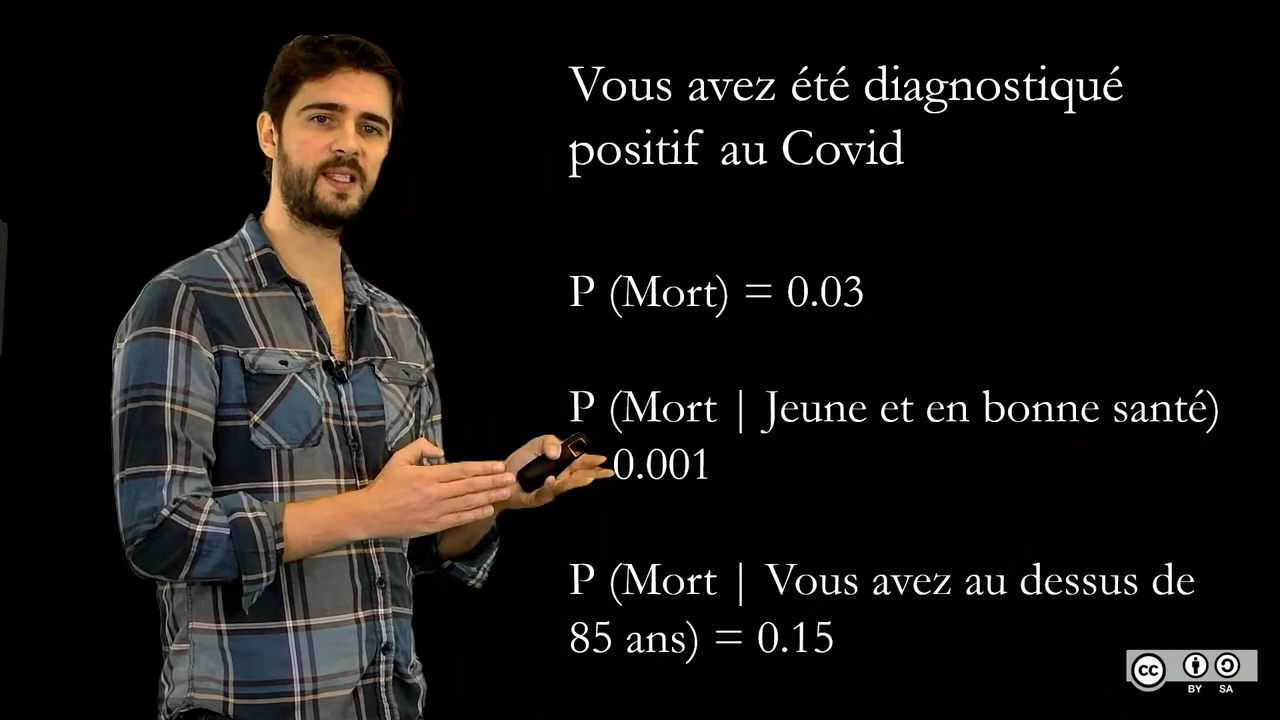 Vous avez été diagnostiqué
positif au Covid
P (Mort) = 0.03
P (Mort | Jeune et en bonne santé)
0.001
P (Mort | Vous avez au dessus de
85 ans) = 0.15
cc
BY SA